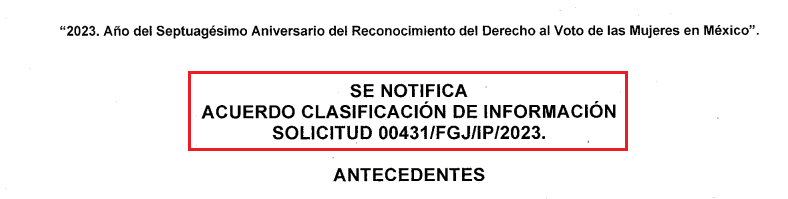 “2023. Año del Septuagésimo Aniversario del Reconocimiento del Derecho al Voto de las Mujeres en México”.
SE NOTIFICA
ACUERDO CLASIFICACIÓN DE INFORMACIÓN
SOLICITUD 00431/FGJ/IP/2023.
ANTECEDENTES